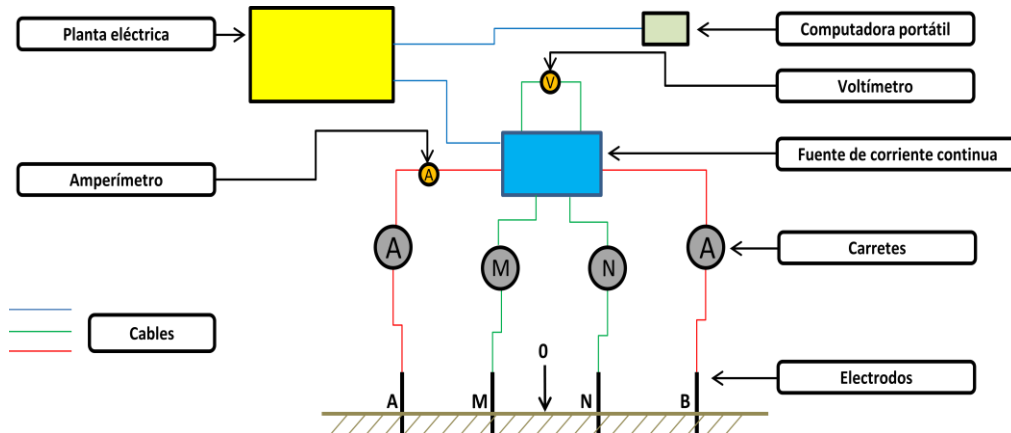 Planta eléctrica
Computadora portátil
V
Voltímetro
Fuente de corriente continua
Amperímetro
A
A
M
N
A
Carretes
Cables
0
Electrodos
A
M
N
B